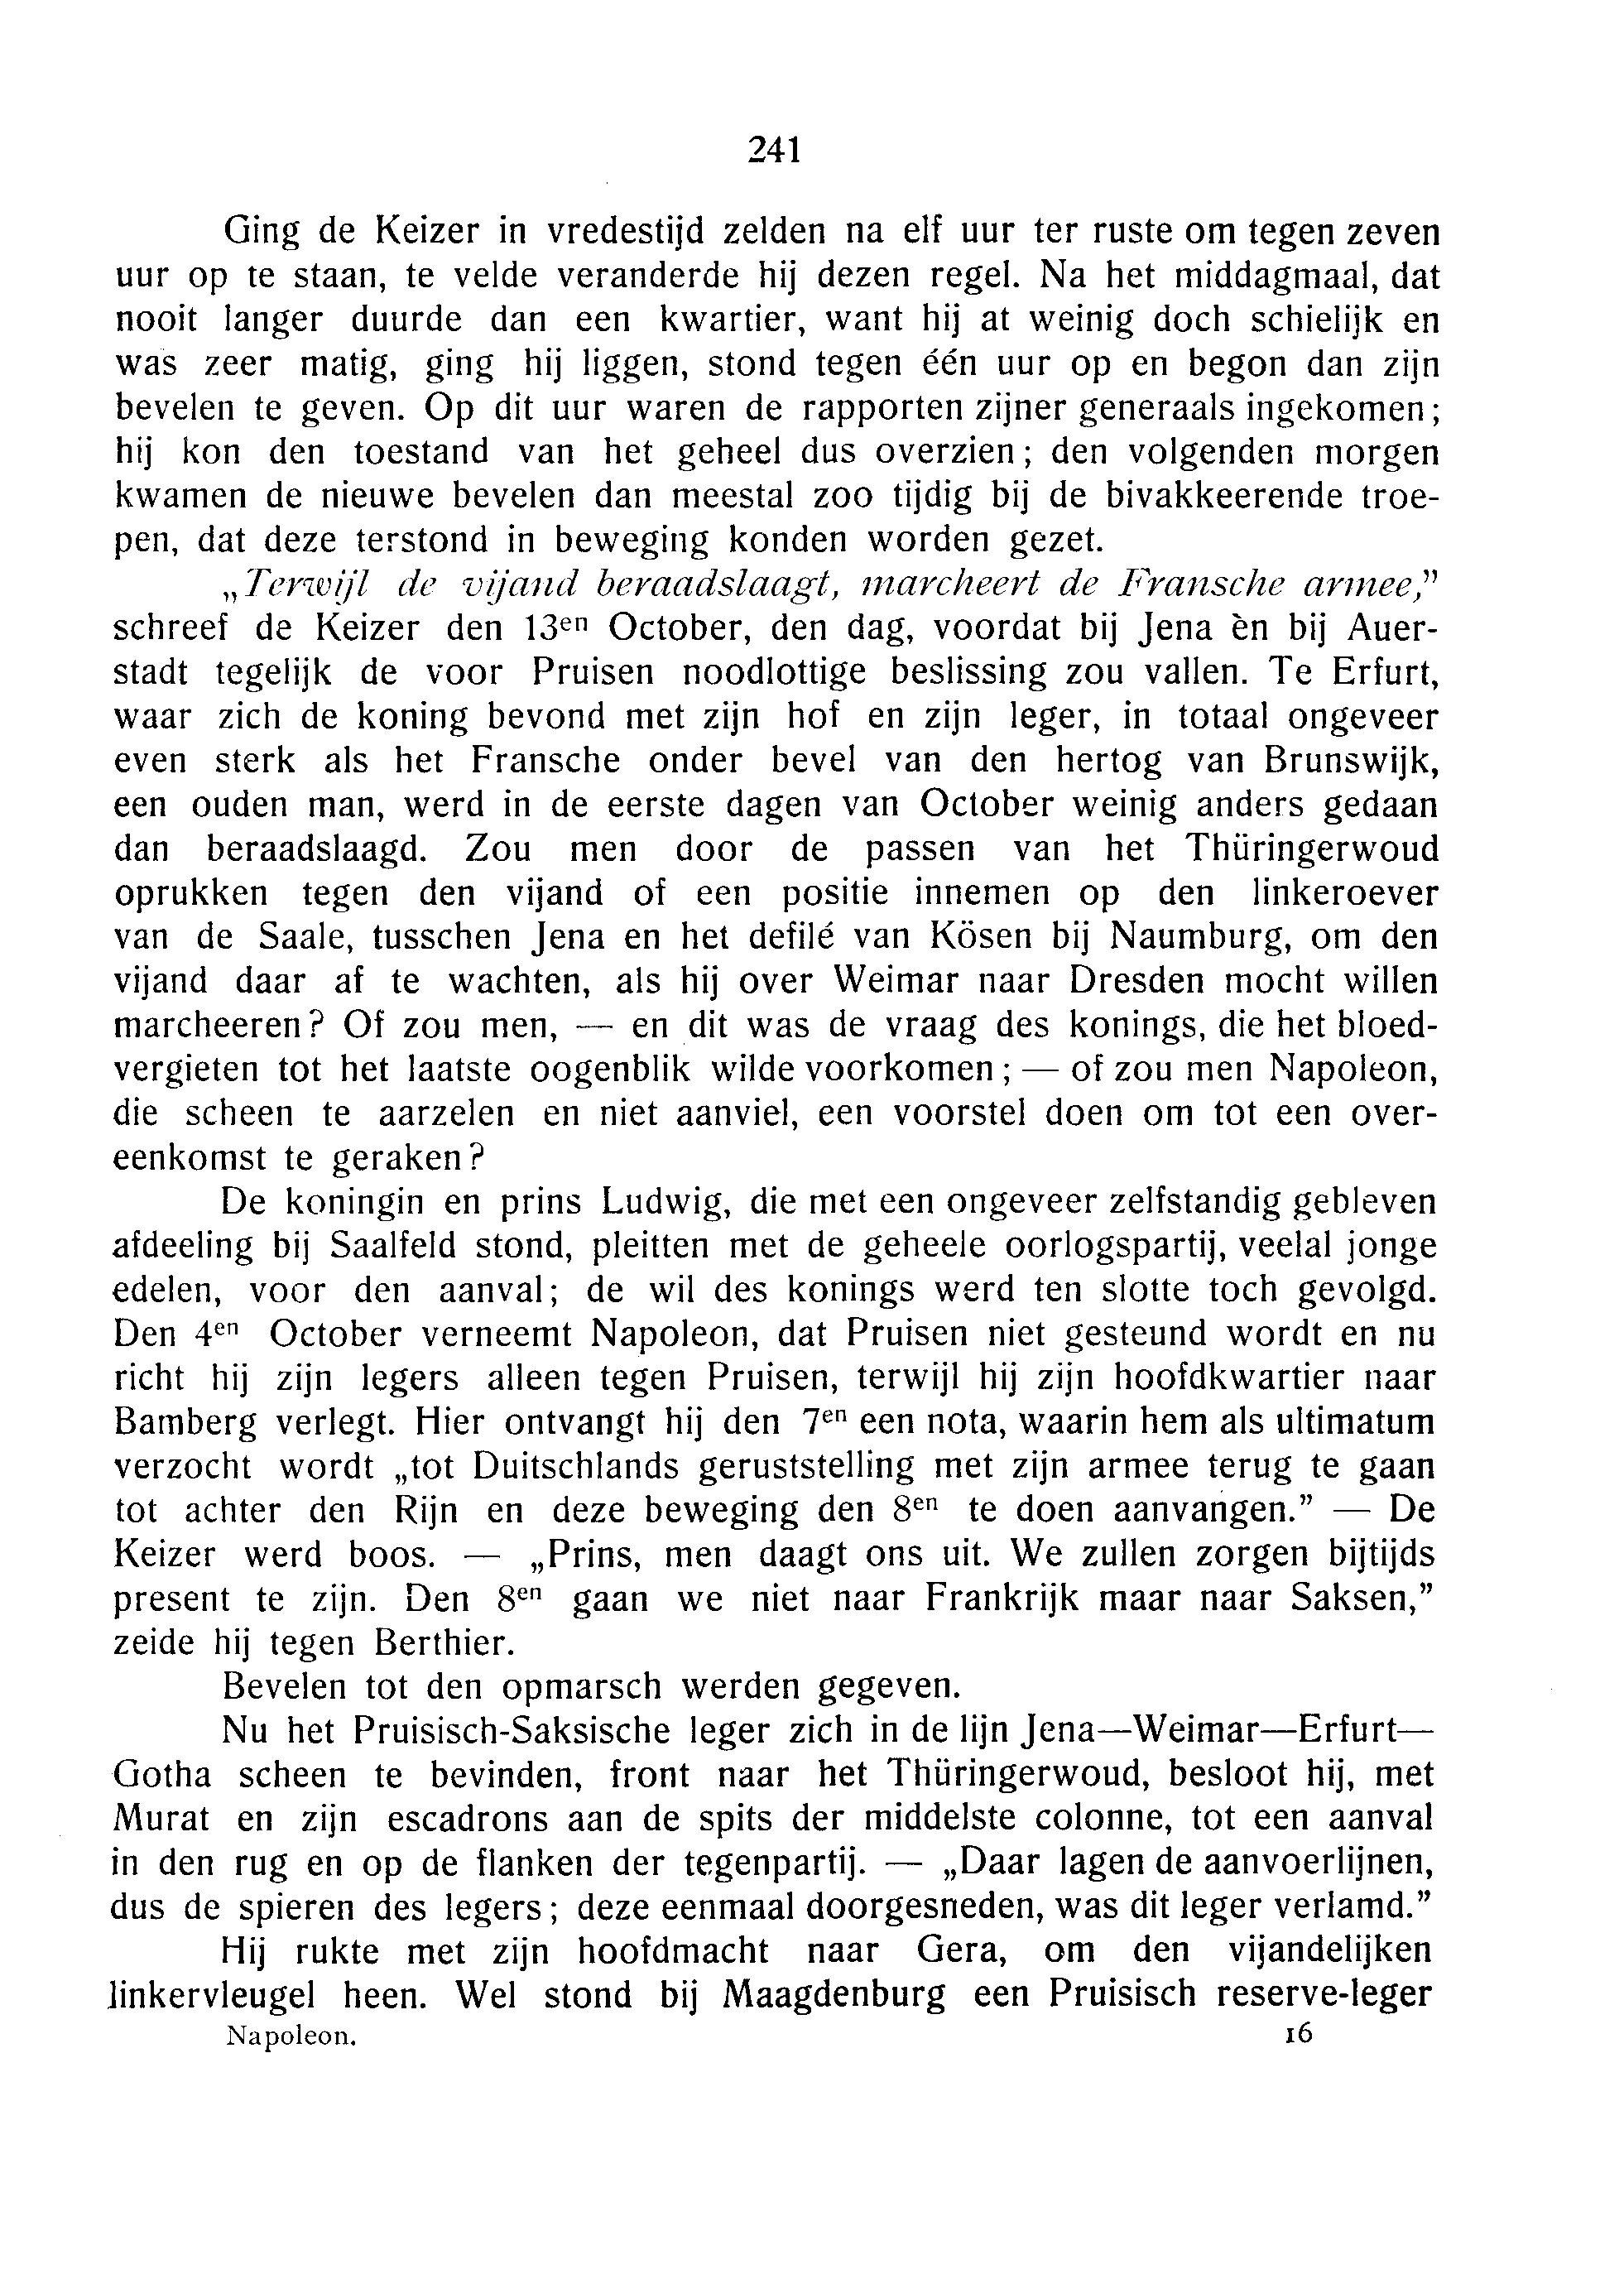 241
Ging de Keizer in vredestijd zelden na elf uur ter ruste om tegen zeven
uur op te staan, te velde veranderde hij dezen regel. Na het middagmaal, dat
nooit langer duurde dan een kwartier, want hij at weinig doch schielijk en
was zeer matig, ging hij liggen, stond tegen één uur op en begon dan zijn
bevelen te geven. Op dit uur waren de rapporten zijner generaals ingekomen;
hij kon den toestand van het geheel dus overzien; den volgenden morgen
kwamen de nieuwe bevelen dan meestal zoo tijdig bij de bivakkeerende troe-
pen, dat deze terstond in beweging konden worden gezet.
„Terwijl de vijand beraadslaagt, marcheert de Fransche armee,”
schreef de Keizer den 13en October, den dag, voordat bij Jena èn bij Auer-
stadt tegelijk de voor Pruisen noodlottige beslissing zou vallen. Te Erfurt,
waar zich de koning bevond met zijn hof en zijn leger, in totaal ongeveer
even sterk als het Fransche onder bevel van den hertog van Brunswijk,
een ouden man, werd in de eerste dagen van October weinig anders gedaan
dan beraadslaagd. Zou men door de passen van het Thüringerwoud
oprukken tegen den vijand of een positie innemen op den linkeroever
van de Saale, tusschen Jena en het defilé van Kösen bij Naumburg, om den
vijand daar af te wachten, als hij over Weimar naar Dresden mocht willen
marcheeren? Of zou men, — en dit was de vraag des konings, die het bloed-
vergieten tot het laatste oogenblik wilde voorkomen; — of zou men Napoleon,
die scheen te aarzelen en niet aanviel, een voorstel doen om tot een over-
eenkomst te geraken?
De koningin en prins Ludwig, die met een ongeveer zelfstandig gebleven
afdeeling bij Saalfeld stond, pleitten met de geheele oorlogspartij, veelal jonge
edelen, voor den aanval; de wil des konings werd ten slotte toch gevolgd.
Den 4en October verneemt Napoleon, dat Pruisen niet gesteund wordt en nu
richt hij zijn legers alleen tegen Pruisen, terwijl hij zijn hoofdkwartier naar
Bamberg verlegt. Hier ontvangt hij den 7en een nota, waarin hem als ultimatum
verzocht wordt „tot Duitschlands geruststelling met zijn armee terug te gaan
tot achter den Rijn en deze beweging den 8en te doen aanvangen.” — De
Keizer werd boos. — „Prins, men daagt ons uit. We zullen zorgen bijtijds
present te zijn. Den 8en gaan we niet naar Frankrijk maar naar Saksen,”
zeide hij tegen Berthier.
Bevelen tot den opmarsch werden gegeven.
Nu het Pruisisch-Saksische leger zich in de lijn Jena—Weimar—Erfurt—
Gotha scheen te bevinden, front naar het Thüringerwoud, besloot hij, met
Murat en zijn escadrons aan de spits der middelste colonne, tot een aanval
in den rug en op de flanken der tegenpartij. — „Daar lagen de aanvoerlijnen,
dus de spieren des legers; deze eenmaal doorgesneden, was dit leger verlamd.”
Hij rukte met zijn hoofdmacht naar Gera, om den vijandelijken
linkervleugel heen. Wel stond bij Maagdenburg een Pruisisch reserve-leger
Napoleon. 16